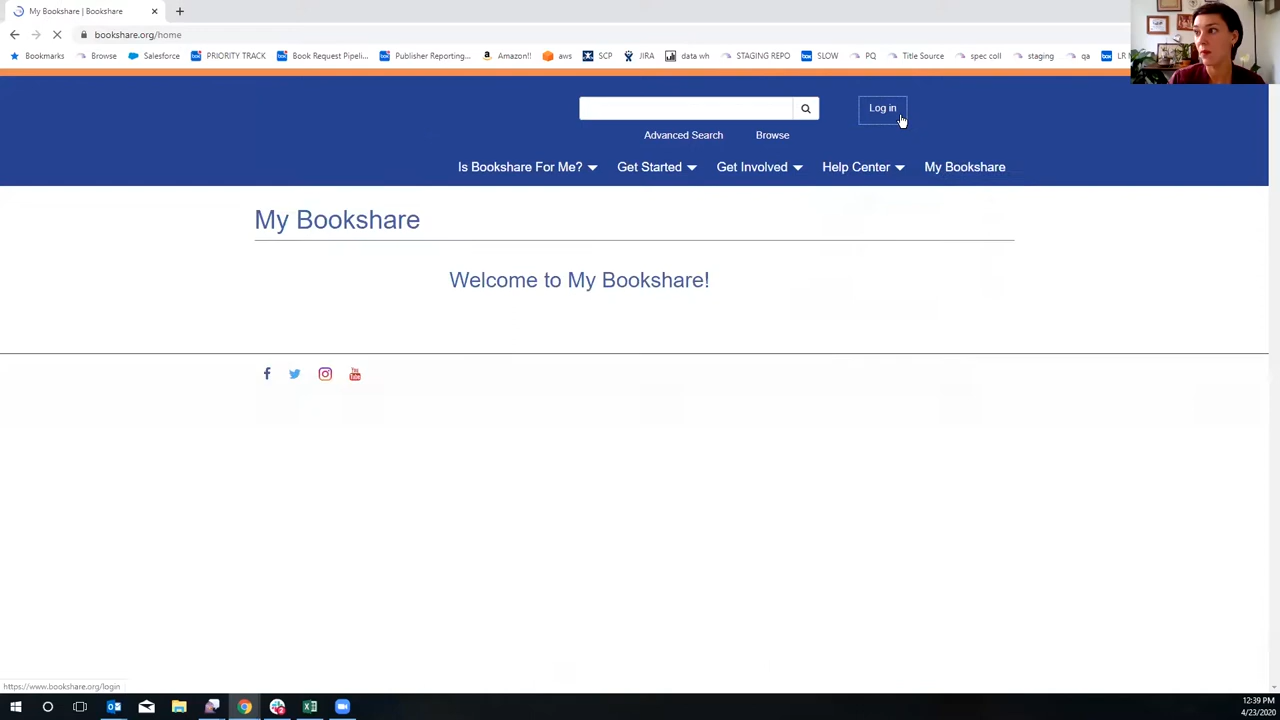 My Bookshare | Bookshare
bookshare.org/home
Bookmarks Browse Salesforce PRIORITY TRACK Book Request Pipeli... Publisher Reporting... Amazon!! aws SCP JIRA data wh STAGING REPO SLOW PQ Title Source spec coll staging qa
Log in
Advanced Search Browse
Is Bookshare For Me? Get Started Get Involved Help Center My Bookshare
My Bookshare
Welcome to My Bookshare!
https://www.bookshare.org/login
12:39 PM
4/23/2020